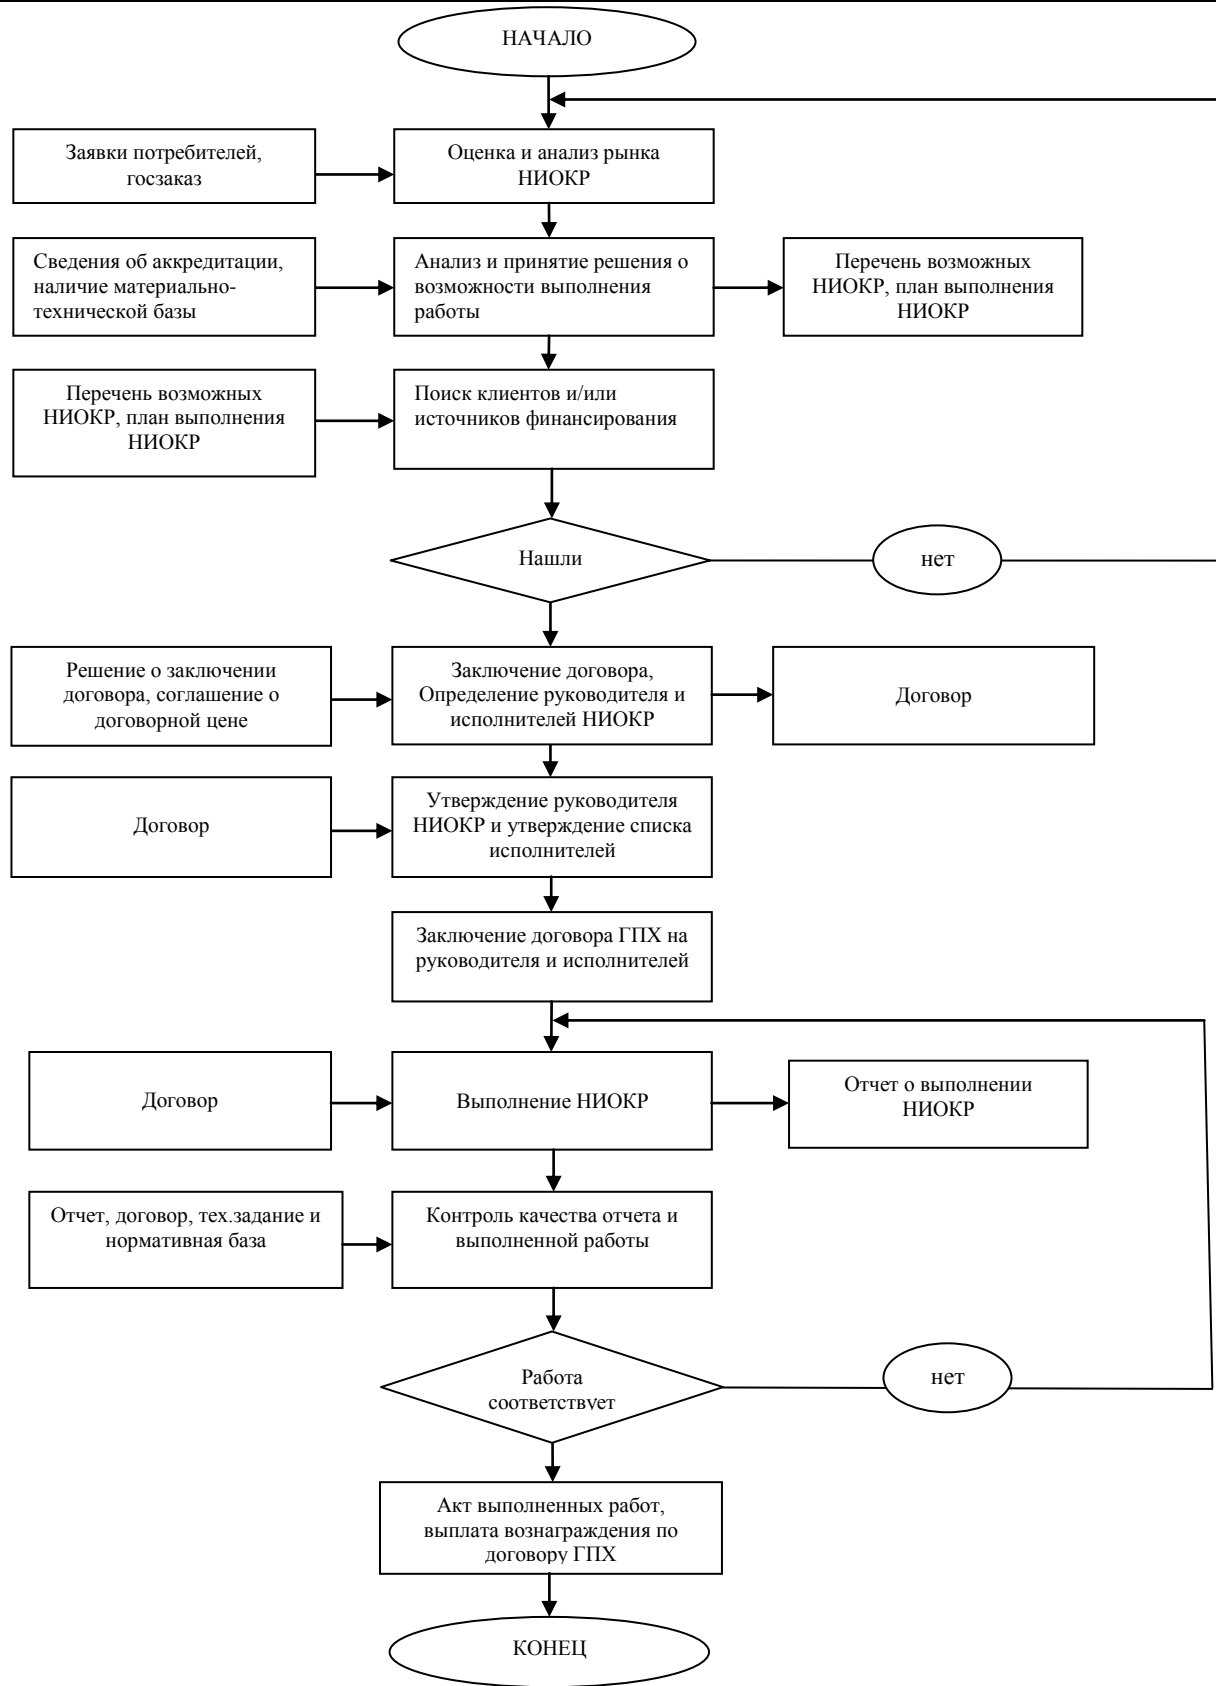 НАЧАЛО
Заявки потребителей,
госзаказ
Оценка и анализ рынка
НИОКР
Сведения об аккредитации,
наличие материально-
технической базы
Анализ и принятие решения о
возможности выполнения
работы
Перечень возможных
НИОКР, план выполнения
НИОКР
Перечень возможных
НИОКР, план выполнения
НИОКР
Поиск клиентов и/или
источников финансирования
Нашли
нет
Решение о заключении
договора, соглашение о
договорной цене
Заключение договора,
Определение руководителя и
исполнителей НИОКР
Договор
Договор
Утверждение руководителя
НИОКР и утверждение списка
исполнителей
Заключение договора ГПХ на
руководителя и исполнителей
Договор
Выполнение НИОКР
Отчет о выполнении
НИОКР
Отчет, договор, тех.задание и
нормативная база
Контроль качества отчета и
выполненной работы
Работа
соответствует
нет
Акт выполненных работ,
выплата вознаграждения по
договору ГПХ
КОНЕЦ